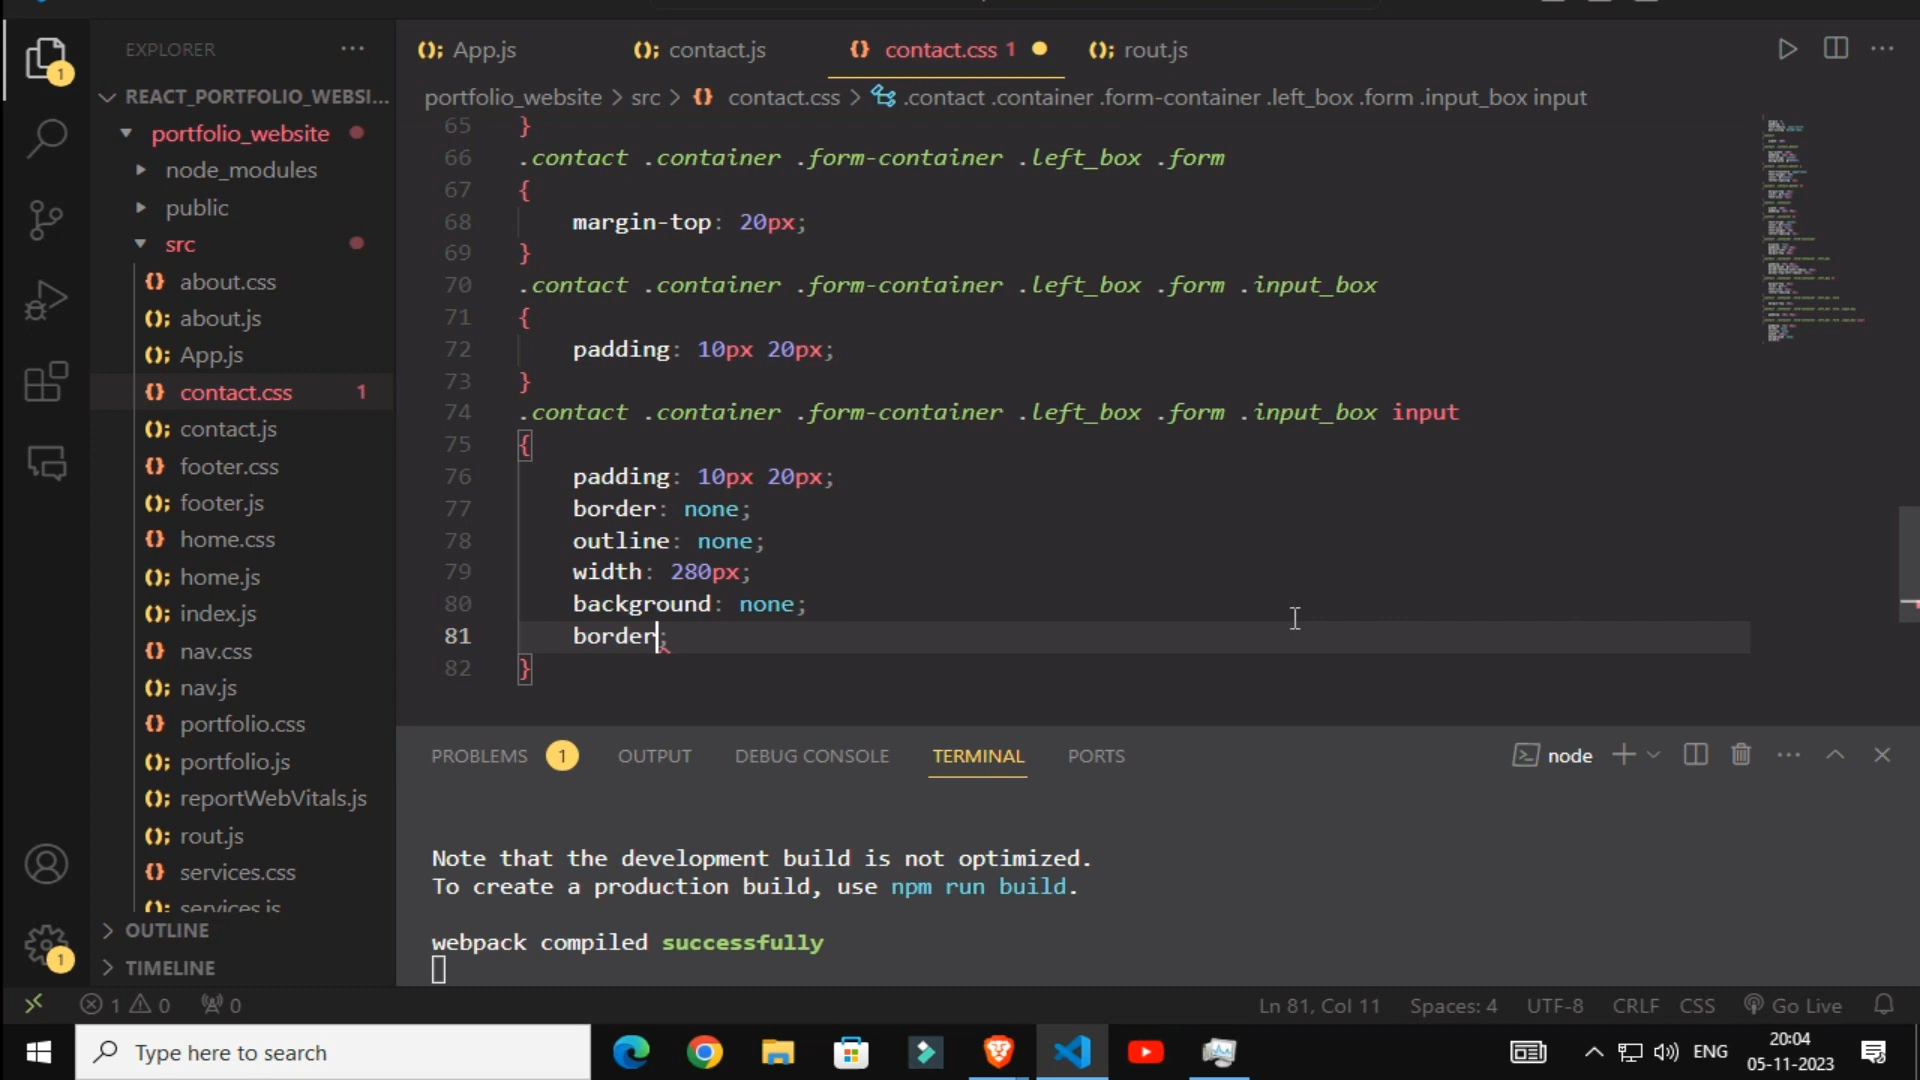 EXPLORER
REACT_PORTFOLIO_WEBSI...
portfolio_website
node_modules
public
src
about.css
about.js
App.js
contact.css 1
contact.js
footer.css
footer.js
home.css
home.js
index.js
nav.css
nav.js
portfolio.css
portfolio.js
reportWebVitals.js
rout.js
services.css
services.js
OUTLINE
TIMELINE
1
1
App.js
contact.js
contact.css 1
rout.js
portfolio_website > src > {} contact.css > .contact .container .form-container .left_box .form .input_box input
65 }
66 .contact .container .form-container .left_box .form
67 {
68 margin-top: 20px;
69 }
70 .contact .container .form-container .left_box .form .input_box
71 {
72 padding: 10px 20px;
73 }
74 .contact .container .form-container .left_box .form .input_box input
75 {
76 padding: 10px 20px;
77 border: none;
78 outline: none;
79 width: 280px;
80 background: none;
81 border;
82 }
PROBLEMS 1 OUTPUT DEBUG CONSOLE TERMINAL PORTS
node
Note that the development build is not optimized.
To create a production build, use npm run build.
webpack compiled successfully
1 0 0
Ln 81, Col 11 Spaces: 4 UTF-8 CRLF CSS Go Live
Type here to search
ENG
20:04
05-11-2023